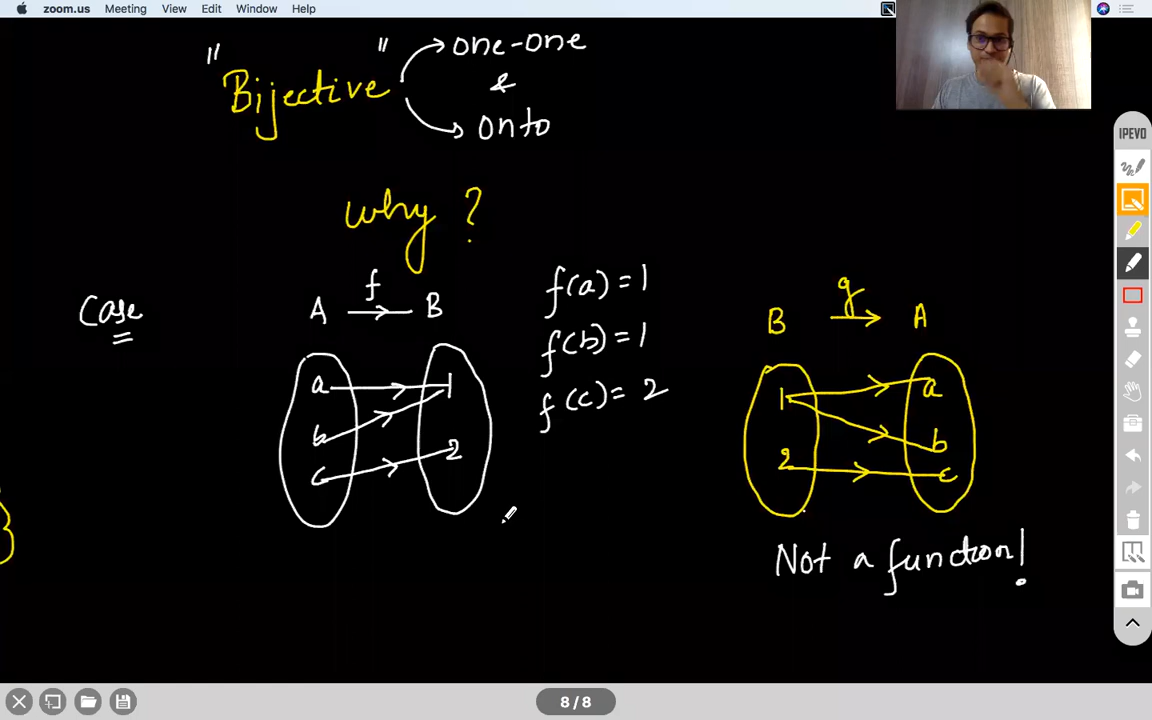 zoom.us Meeting View Edit Window Help
"Bijective" one-one
&
onto
IPEVO
why ?
Case
A f B
a 1
b
c 2
f(a) = 1
f(b) = 1
f(c) = 2
B g A
1 a
b
2 c
Not a function!
3
8 / 8